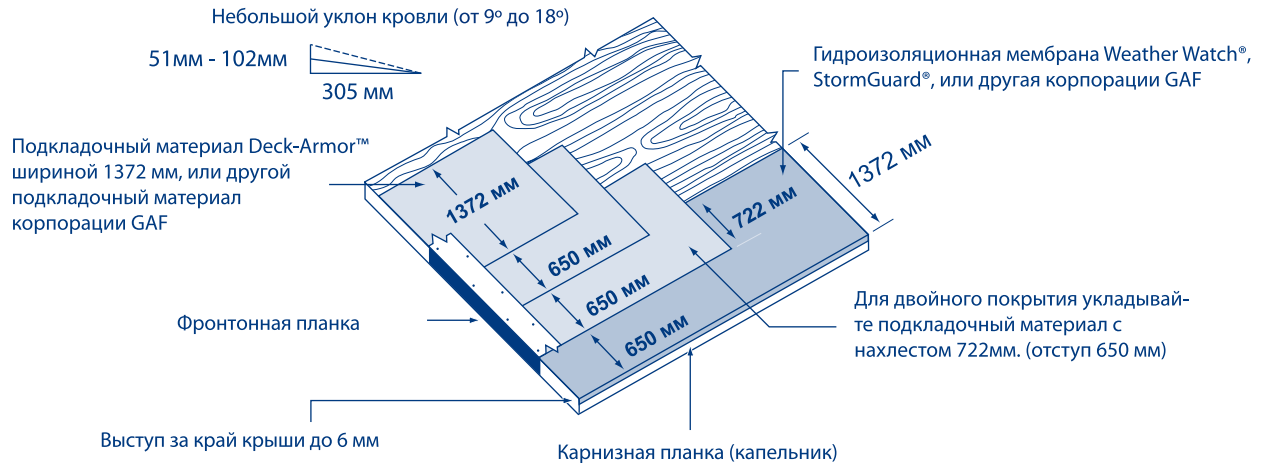 Небольшой уклон кровли (от 9º до 18º)
51мм - 102мм
305 мм
Гидроизоляционная мембрана Weather Watch®,
StormGuard®, или другая корпорации GAF
Подкладочный материал Deck-Armor™
шириной 1372 мм, или другой
подкладочный материал
корпорации GAF
1372 мм
1372 мм
722 мм
650 мм
650 мм
650 мм
Для двойного покрытия укладывай-
те подкладочный материал с
нахлестом 722мм. (отступ 650 мм)
Фронтонная планка
Выступ за край крыши до 6 мм
Карнизная планка (капельник)